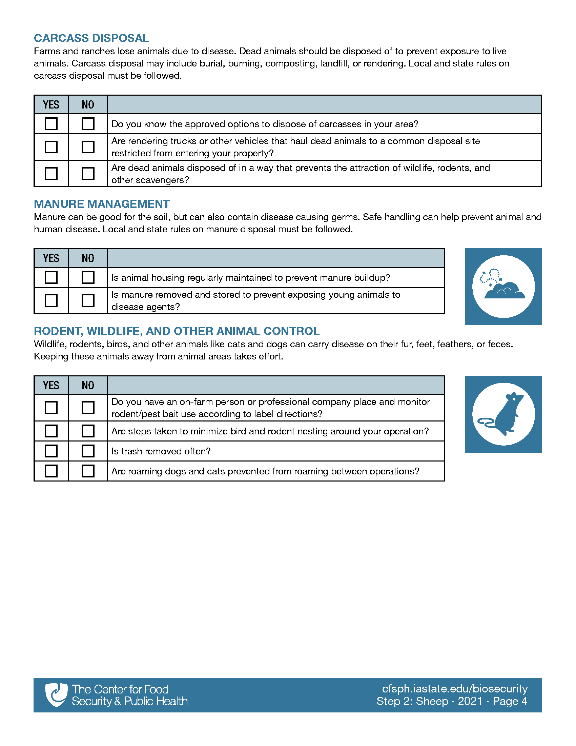 CARCASS DISPOSAL
Farms and ranches lose animals due to disease. Dead animals should be disposed of to prevent exposure to live
animals. Carcass disposal may include burial, burning, composting, landfill, or rendering. Local and state rules on
carcass disposal must be followed.
YES NO
Do you know the approved options to dispose of carcasses in your area?
Are rendering trucks or other vehicles that haul dead animals to a common disposal site
restricted from entering your property?
Are dead animals disposed of in a way that prevents the attraction of wildlife, rodents, and
other scavengers?
MANURE MANAGEMENT
Manure can be good for the soil, but can also contain disease causing germs. Safe handling can help prevent animal and
human disease. Local and state rules on manure disposal must be followed.
YES NO
Is animal housing regularly maintained to prevent manure buildup?
Is manure removed and stored to prevent exposing young animals to
disease agents?
RODENT, WILDLIFE, AND OTHER ANIMAL CONTROL
Wildlife, rodents, birds, and other animals like cats and dogs can carry disease on their fur, feet, feathers, or feces.
Keeping these animals away from animal areas takes effort.
YES NO
Do you have an on-farm person or professional company place and monitor
rodent/pest bait use according to label directions?
Are steps taken to minimize bird and rodent nesting around your operation?
Is trash removed often?
Are roaming dogs and cats prevented from roaming between operations?
The Center for Food
Security & Public Health
cfsph.iastate.edu/biosecurity
Step 2: Sheep - 2021 - Page 4